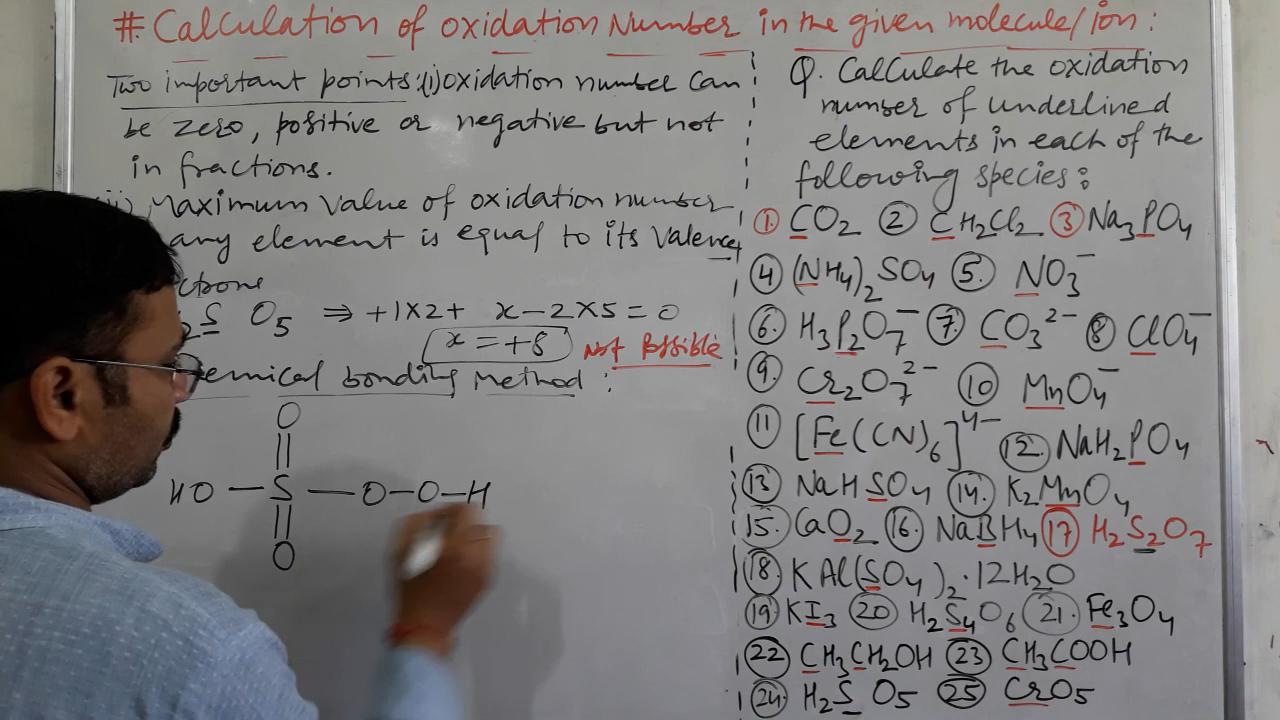 # Calculation of oxidation Number in the given molecule/ion:
Two important points: (i) oxidation number can
be zero, positive or negative but not
in fractions.
Maximum value of oxidation number
any element is equal to its valence
S O5 ⇒ +1×2+ x-2×5=0
x=+8 Not Possible
chemical bonding Method:
O
HO-S-O-O-H
O
Q. Calculate the oxidation
number of underlined
elements in each of the
following species:
1. CO2 2 CH2Cl2 3 Na3PO4
4 (NH4)2SO4 5. NO3-
6. H3P2O7- 7. CO3 2- 8 ClO4-
9 Cr2O7 2- 10 MnO4-
11 [Fe(CN)6]4- 12. NaH2PO4
13 NaHSO4 14. K2MnO4
15. CaO2 16. NaBH4 17 H2S2O7
18. KAl(SO4)2.12H2O
19. KI3 20 H2S4O6 21. Fe3O4
22 CH3CH2OH 23 CH3COOH
24. H2S O5 25 CrO5